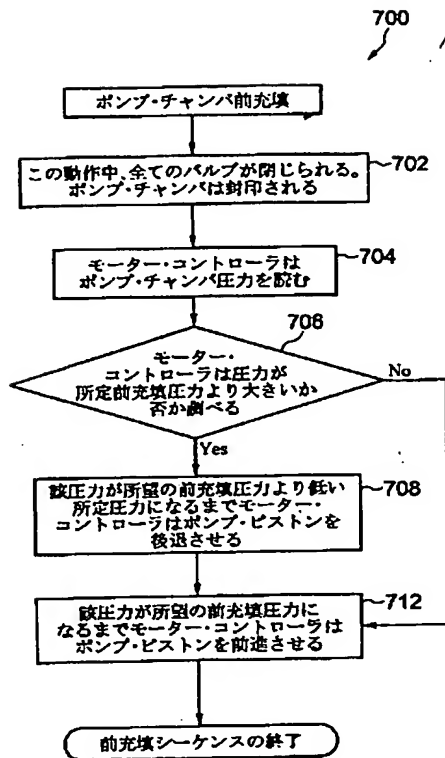 700
ポンプ・チャンバ前充填
この動作中、全てのバルブが閉じられる。
ポンプ・チャンバは封印される
702
モーター・コントローラは
ポンプ・チャンバ圧力を読む
704
706
モーター・
コントローラは圧力が
所定前充填圧力より大きいか
否か調べる
No
Yes
該圧力が所望の前充填圧力より低い
所定圧力になるまでモーター・
コントローラはポンプ・ピストンを
後退させる
708
該圧力が所望の前充填圧力に
なるまでモーター・コントローラは
ポンプ・ピストンを前進させる
712
前充填シーケンスの終了